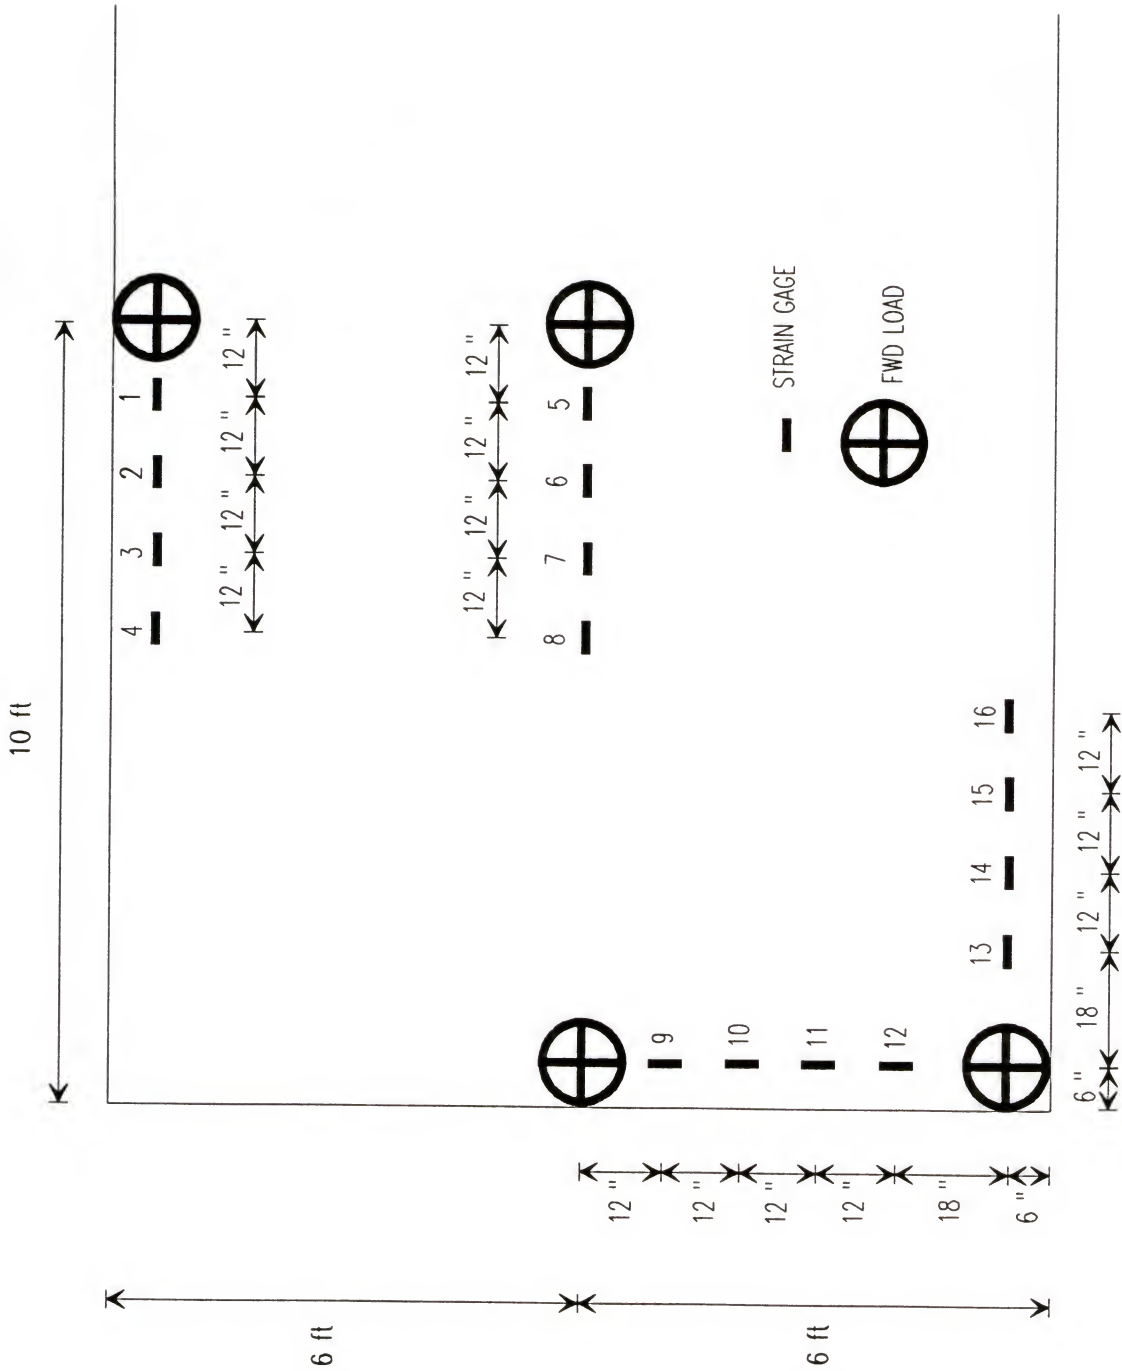 10 ft
4 3 2 1
12 " 12 " 12 " 12 "
12 " 12 " 12 " 12 "
8 7 6 5
STRAIN GAGE
FWD LOAD
9
10
11
12
13 14 15 16
6 " 18 " 12 " 12 " 12 "
12 "
12 "
12 "
12 "
18 "
6 "
6 ft
6 ft